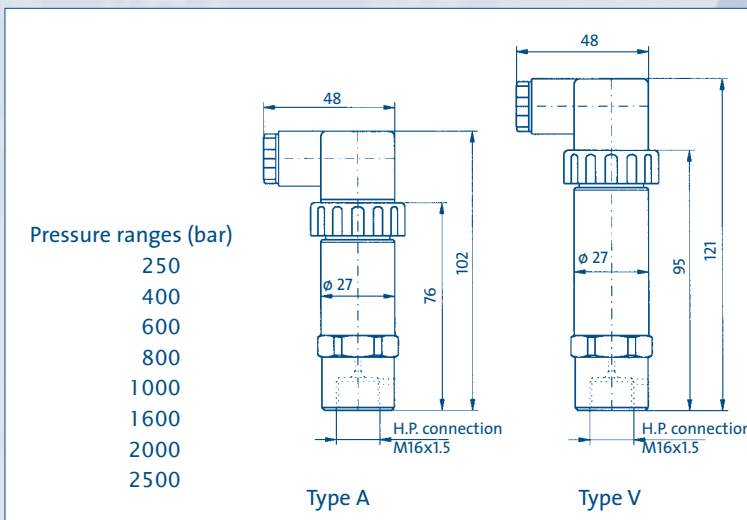 Pressure ranges (bar)
250
400
600
800
1000
1600
2000
2500
48
ø 27
76
102
H.P. connection
M16x1.5
Type A
48
ø 27
95
121
H.P. connection
M16x1.5
Type V